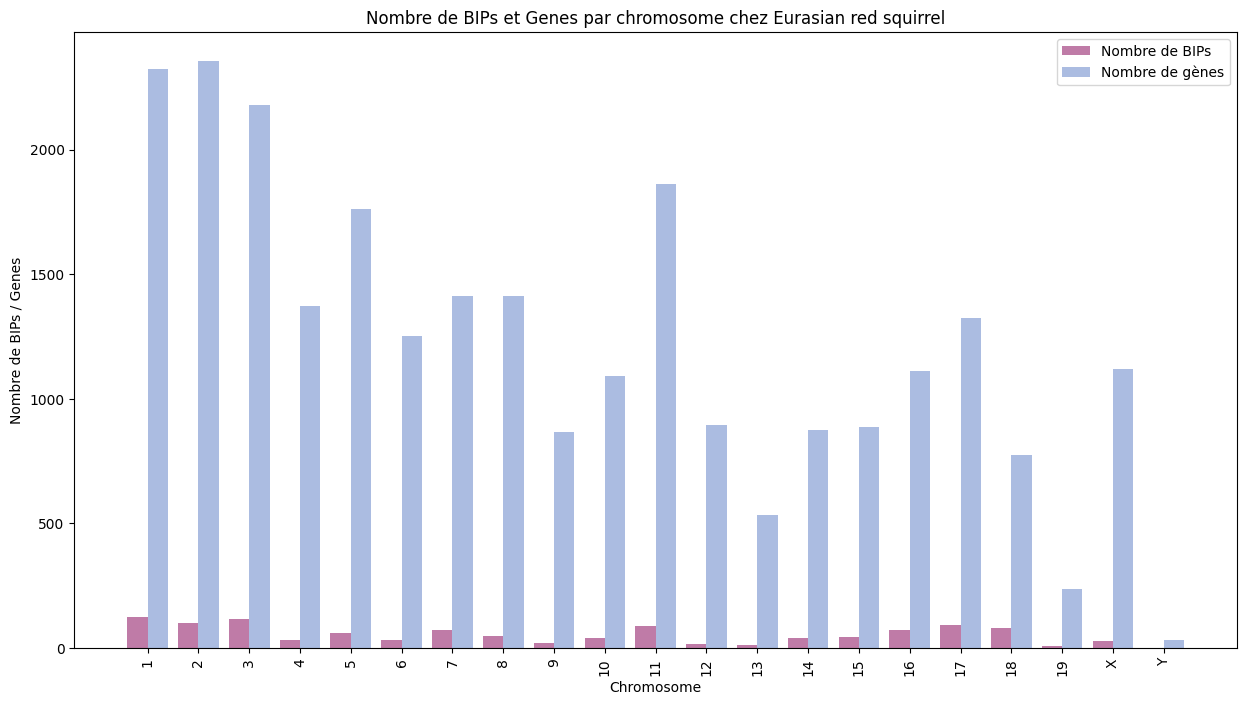 Nombre de BIPs et Genes par chromosome chez Eurasian red squirrel
Nombre de BIPs
Nombre de gènes
Nombre de BIPs / Genes
2000
1500
1000
500
0
1 2 3 4 5 6 7 8 9 10 11 12 13 14 15 16 17 18 19 X Y
Chromosome